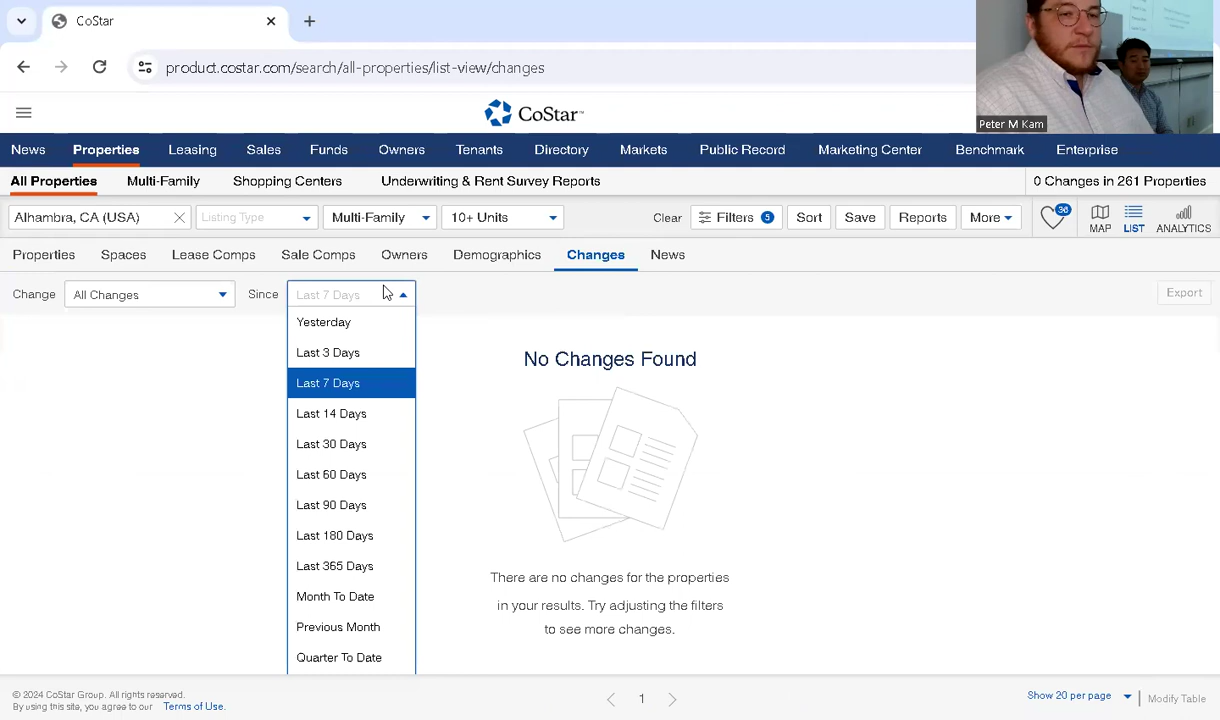 CoStar
product.costar.com/search/all-properties/list-view/changes
Peter M Kam
CoStar™
News Properties Leasing Sales Funds Owners Tenants Directory Markets Public Record Marketing Center Benchmark Enterprise
All Properties Multi-Family Shopping Centers Underwriting & Rent Survey Reports 0 Changes in 261 Properties
Alhambra, CA (USA) Listing Type Multi-Family 10+ Units Clear Filters 5 Sort Save Reports More 36 MAP LIST ANALYTICS
Properties Spaces Lease Comps Sale Comps Owners Demographics Changes News
Change All Changes Since Last 7 Days Export
Yesterday
Last 3 Days
Last 7 Days
Last 14 Days
Last 30 Days
Last 60 Days
Last 90 Days
Last 180 Days
Last 365 Days
Month To Date
Previous Month
Quarter To Date
No Changes Found
There are no changes for the properties
in your results. Try adjusting the filters
to see more changes.
© 2024 CoStar Group. All rights reserved.
By using this site, you agree to our Terms of Use.
1
Show 20 per page Modify Table